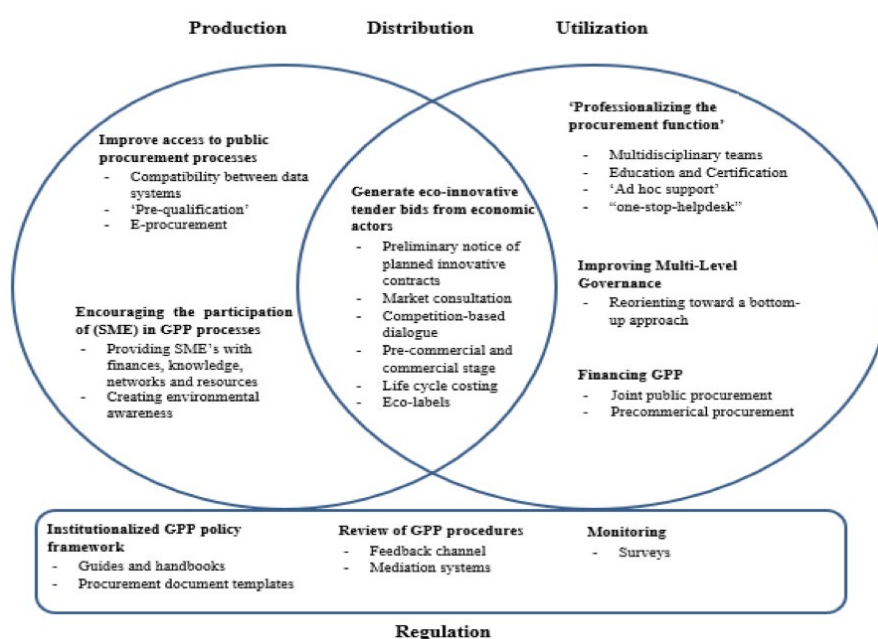 Production
Distribution
Utilization
Improve access to public
procurement processes
- Compatibility between data
systems
- ‘Pre-qualification’
- E-procurement
Encouraging the participation
of (SME) in GPP processes
- Providing SME's with
finances, knowledge,
networks and resources
- Creating environmental
awareness
Generate eco-innovative
tender bids from economic
actors
- Preliminary notice of
planned innovative
contracts
- Market consultation
- Competition-based
dialogue
- Pre-commercial and
commercial stage
- Life cycle costing
- Eco-labels
‘Professionalizing the
procurement function’
- Multidisciplinary teams
- Education and Certification
- ‘Ad hoc support’
- “one-stop-helpdesk”
Improving Multi-Level
Governance
- Reorienting toward a bottom-
up approach
Financing GPP
- Joint public procurement
- Precommerical procurement
Institutionalized GPP policy
framework
- Guides and handbooks
- Procurement document templates
Review of GPP procedures
- Feedback channel
- Mediation systems
Monitoring
- Surveys
Regulation